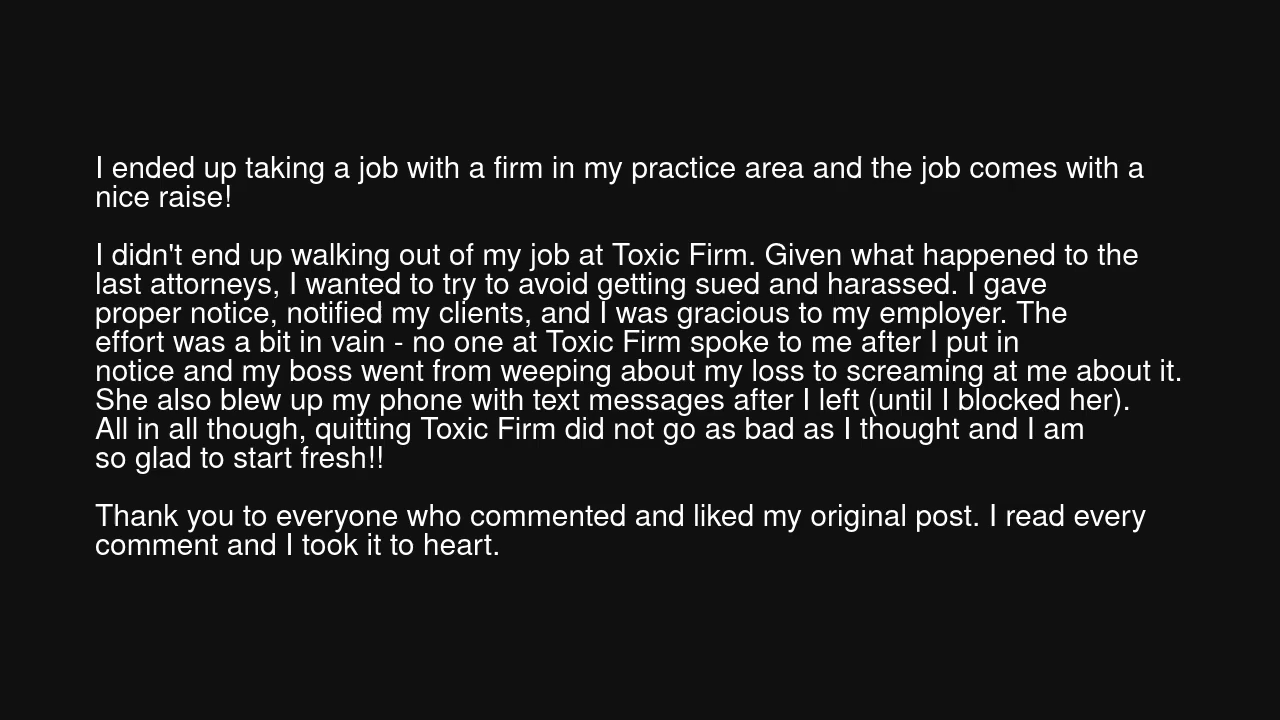 I ended up taking a job with a firm in my practice area and the job comes with a
nice raise!
I didn't end up walking out of my job at Toxic Firm. Given what happened to the
last attorneys, I wanted to try to avoid getting sued and harassed. I gave
proper notice, notified my clients, and I was gracious to my employer. The
effort was a bit in vain - no one at Toxic Firm spoke to me after I put in
notice and my boss went from weeping about my loss to screaming at me about it.
She also blew up my phone with text messages after I left (until I blocked her).
All in all though, quitting Toxic Firm did not go as bad as I thought and I am
so glad to start fresh!!
Thank you to everyone who commented and liked my original post. I read every
comment and I took it to heart.